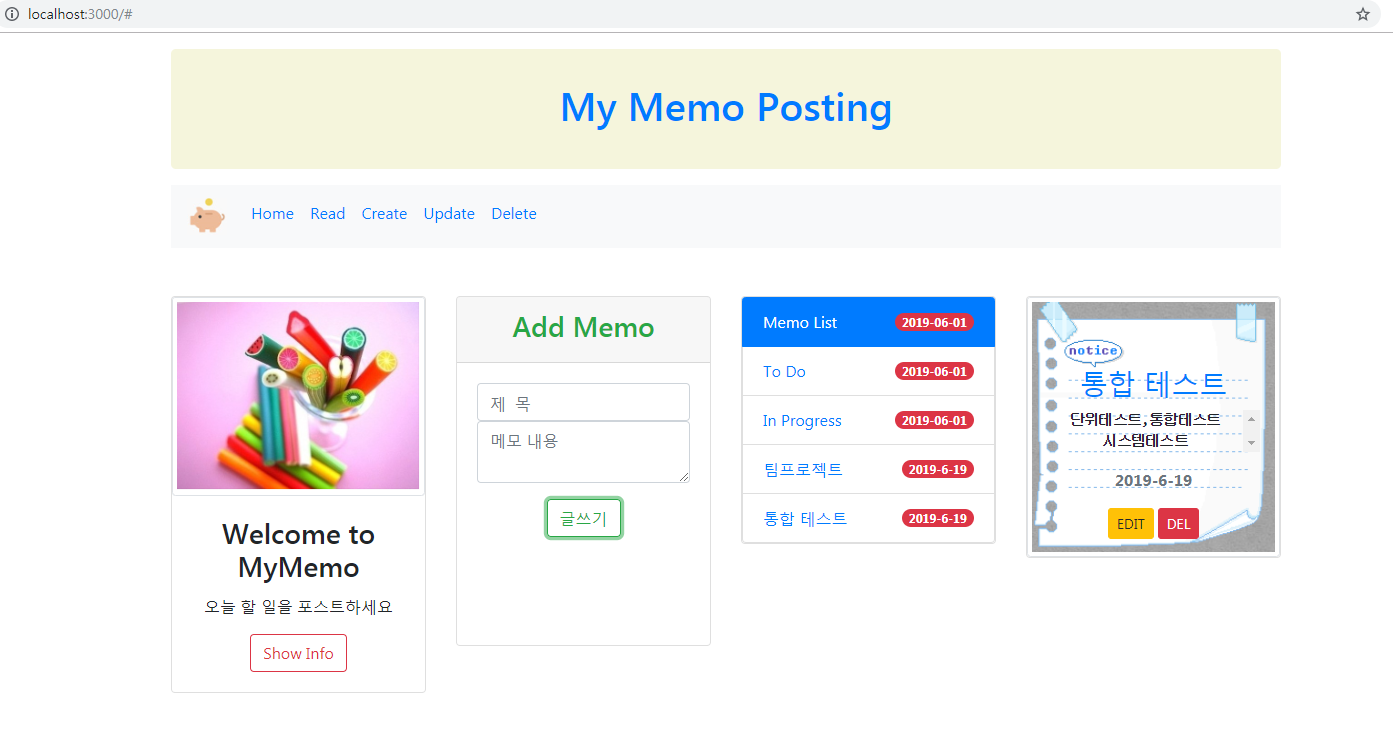 localhost:3000/#
My Memo Posting
Home Read Create Update Delete
Welcome to
MyMemo
오늘 할 일을 포스트하세요
Show Info
Add Memo
제 목
메모 내용
글쓰기
Memo List 2019-06-01
To Do 2019-06-01
In Progress 2019-06-01
팀프로젝트 2019-6-19
통합 테스트 2019-6-19
notice
통합 테스트
단위테스트,통합테스트
시스템테스트
2019-6-19
EDIT DEL